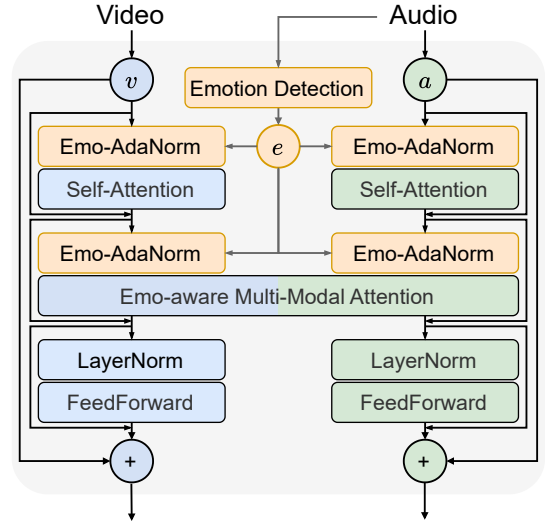 Video
Audio
v
Emotion Detection
a
Emo-AdaNorm
e
Emo-AdaNorm
Self-Attention
Self-Attention
Emo-AdaNorm
Emo-AdaNorm
Emo-aware Multi-Modal Attention
LayerNorm
LayerNorm
FeedForward
FeedForward
+
+